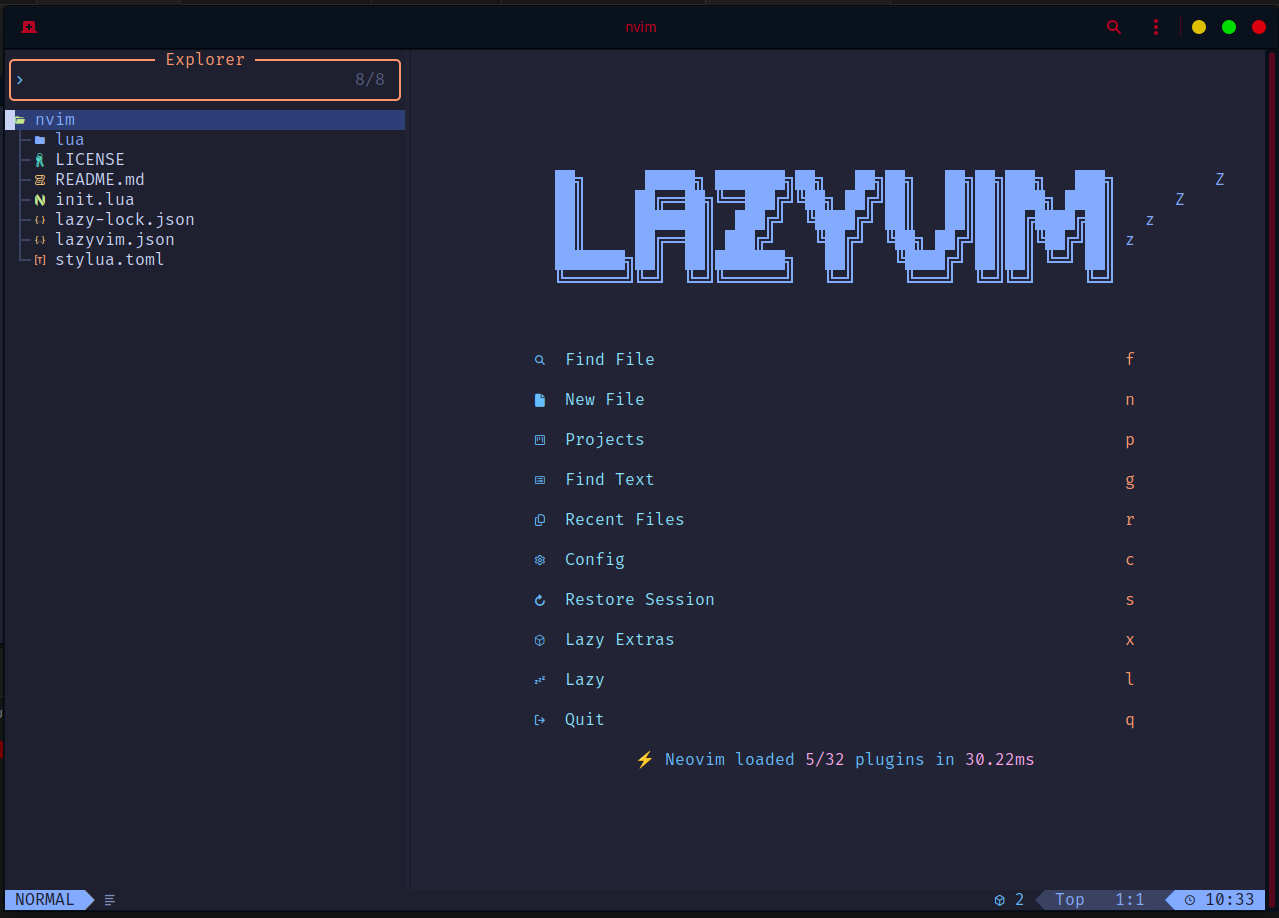 nvim
Explorer
> 8/8
nvim
lua
LICENSE
README.md
init.lua
lazy-lock.json
lazyvim.json
stylua.toml
LAZYVIM Z
Z
z
z
Find File f
New File n
Projects p
Find Text g
Recent Files r
Config c
Restore Session s
Lazy Extras x
Lazy l
Quit q
⚡ Neovim loaded 5/32 plugins in 30.22ms
NORMAL 2 Top 1:1 10:33